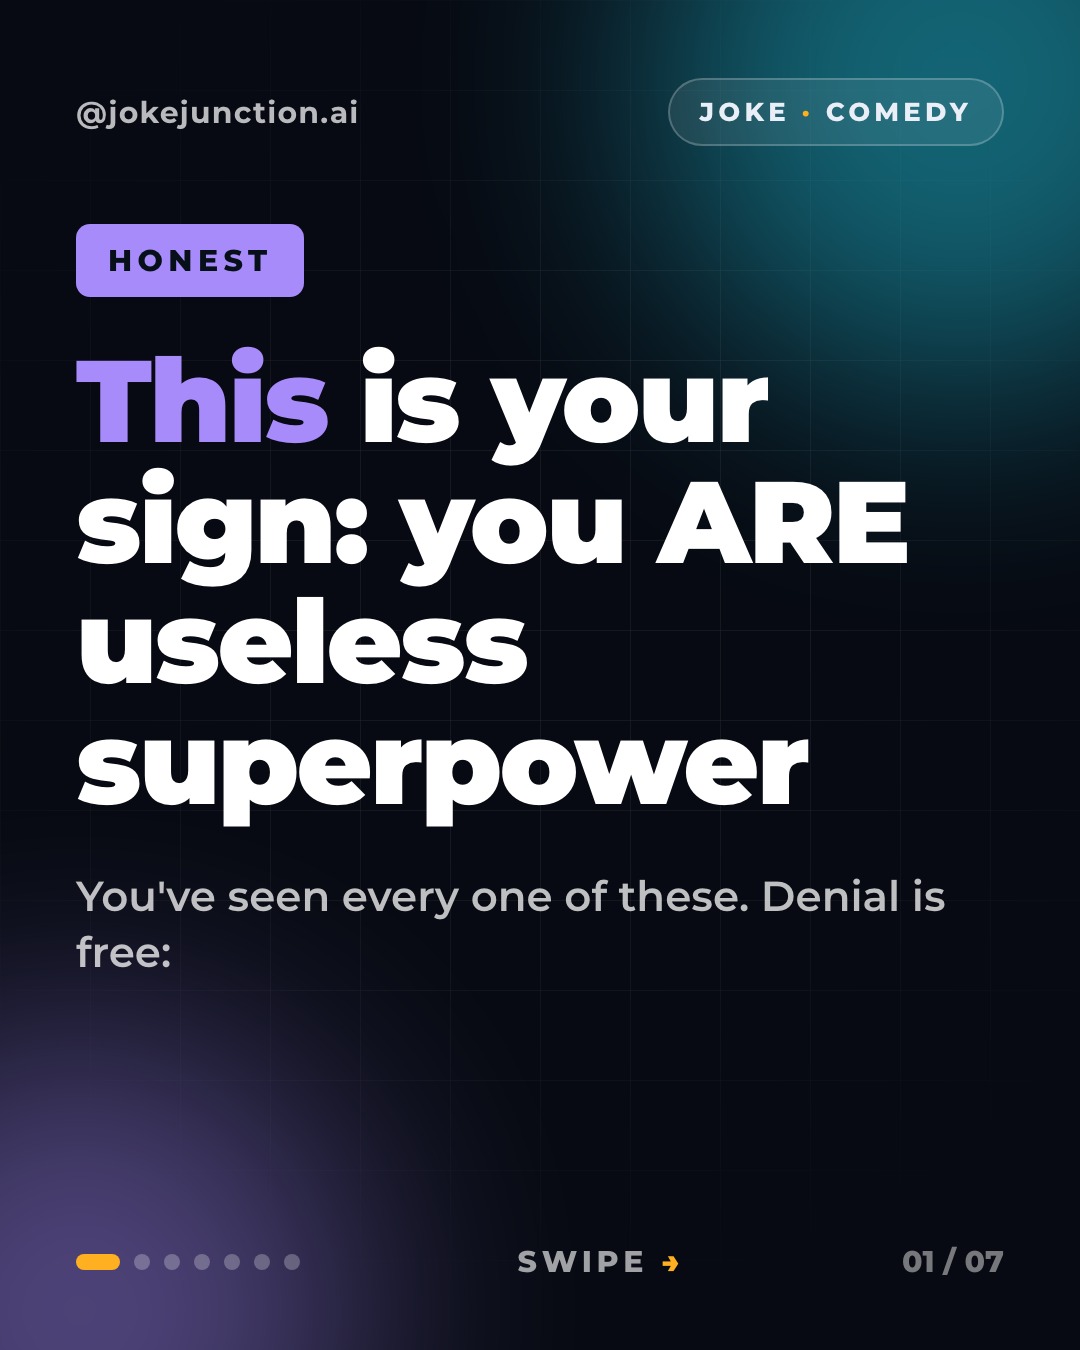 @jokejunction.ai
JOKE · COMEDY
HONEST
This is your
sign: you ARE
useless
superpower
You've seen every one of these. Denial is
free:
SWIPE →
01 / 07